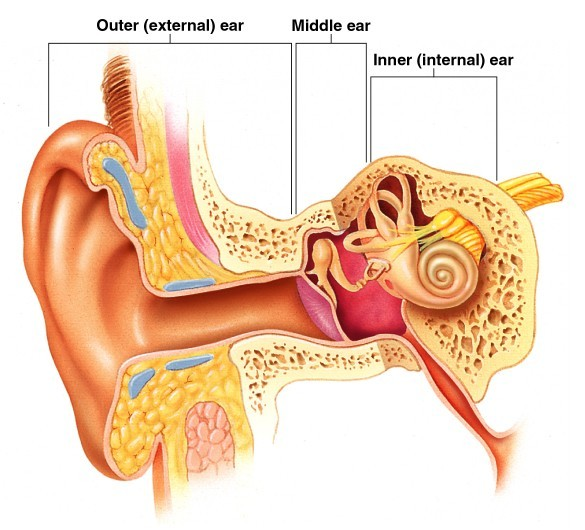 Outer (external) ear
Middle ear
Inner (internal) ear